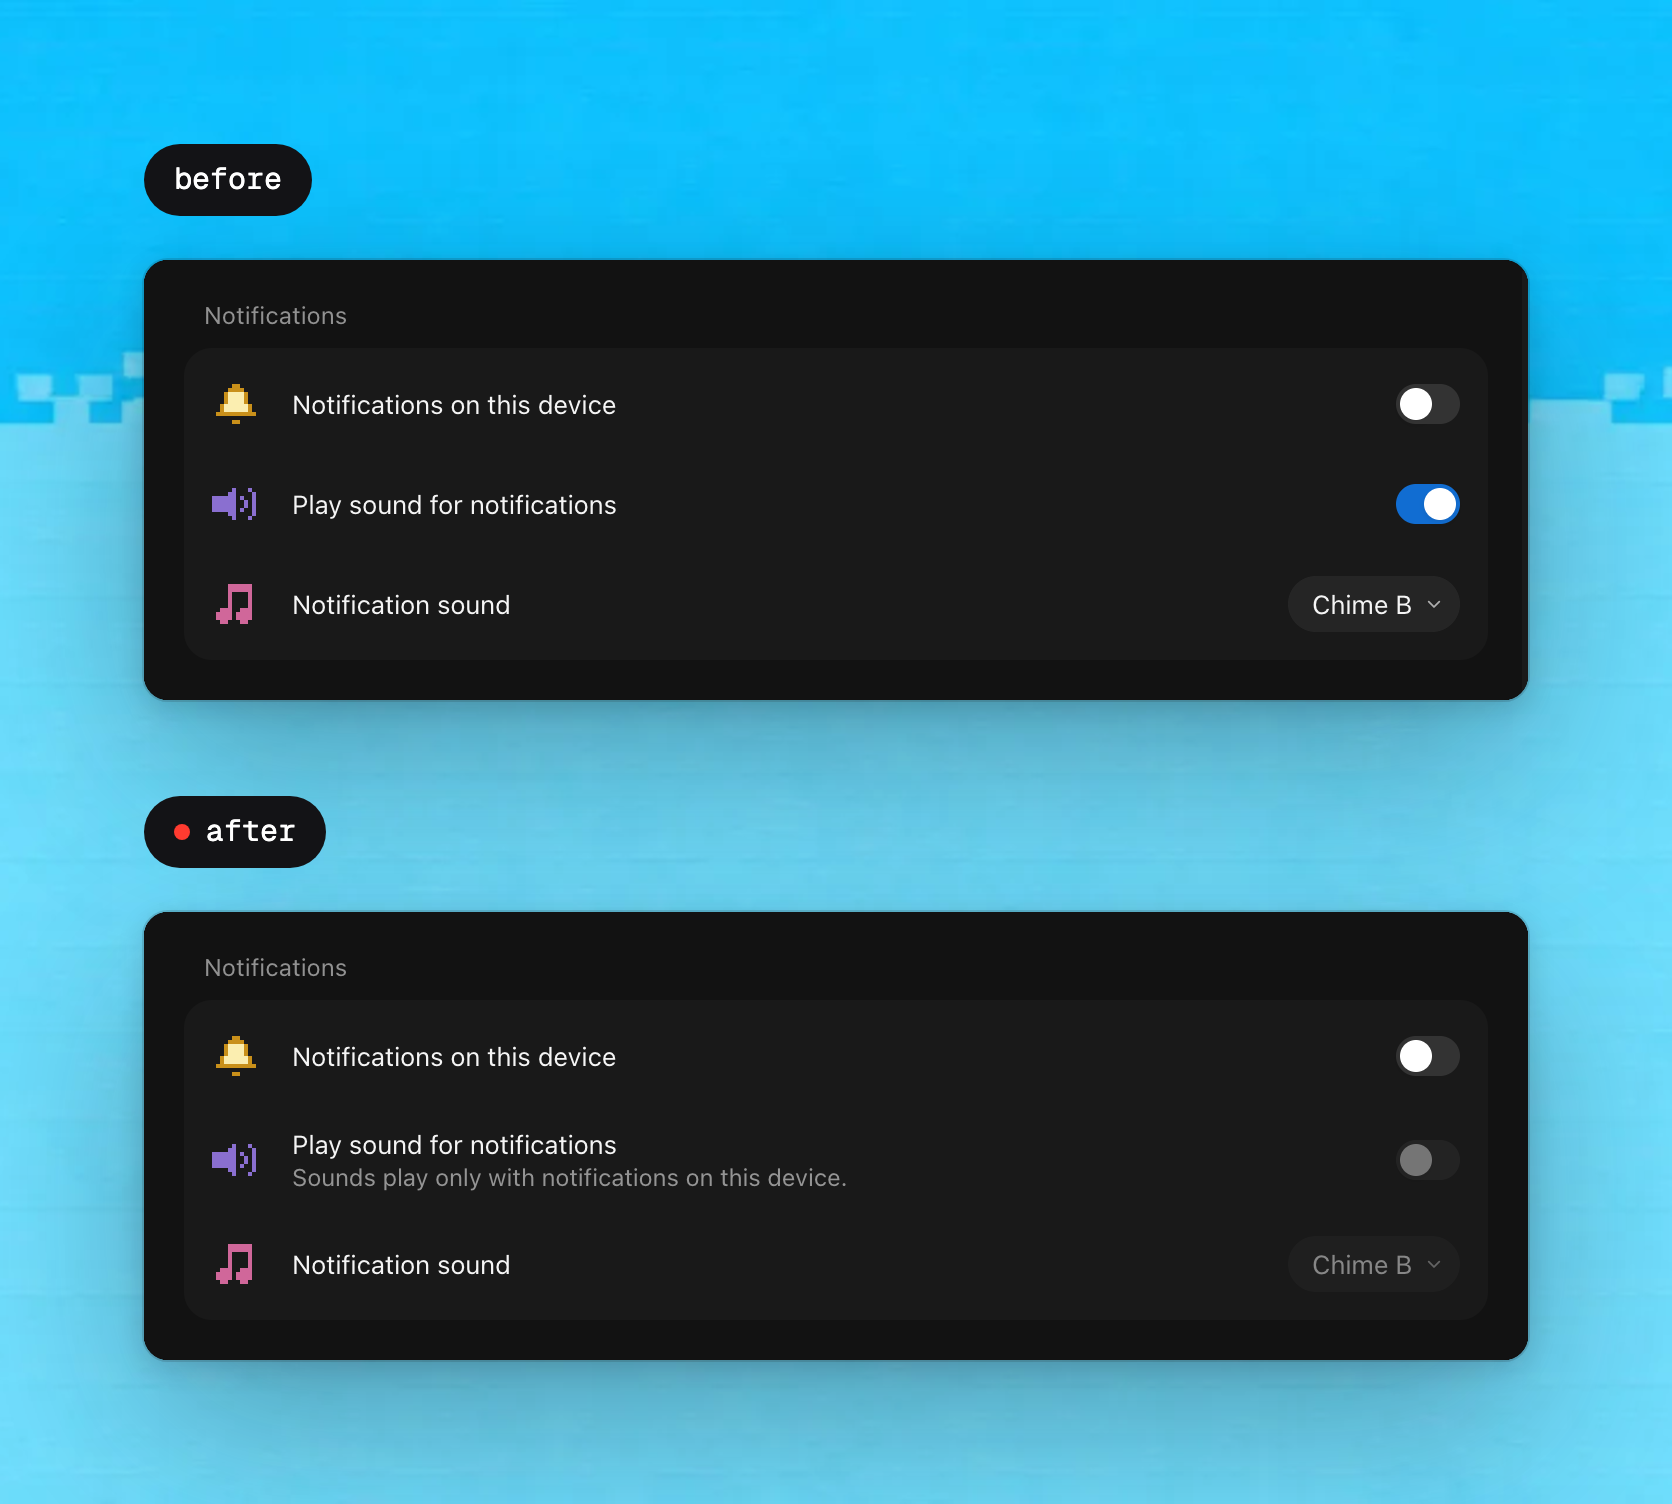 before
Notifications
Notifications on this device
Play sound for notifications
Notification sound
Chime B
after
Notifications
Notifications on this device
Play sound for notifications
Sounds play only with notifications on this device.
Notification sound
Chime B